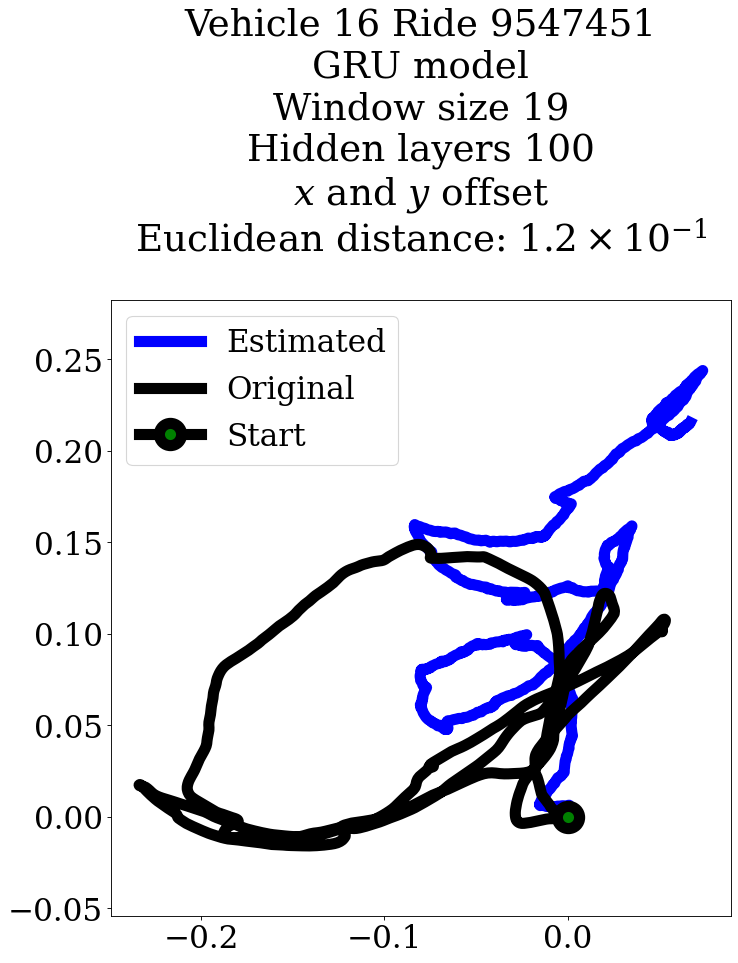 Vehicle 16 Ride 9547451
GRU model
Window size 19
Hidden layers 100
x and y offset
Euclidean distance: 1.2 × 10⁻¹
Estimated
Original
Start
0.25
0.20
0.15
0.10
0.05
0.00
−0.05
−0.2
−0.1
0.0